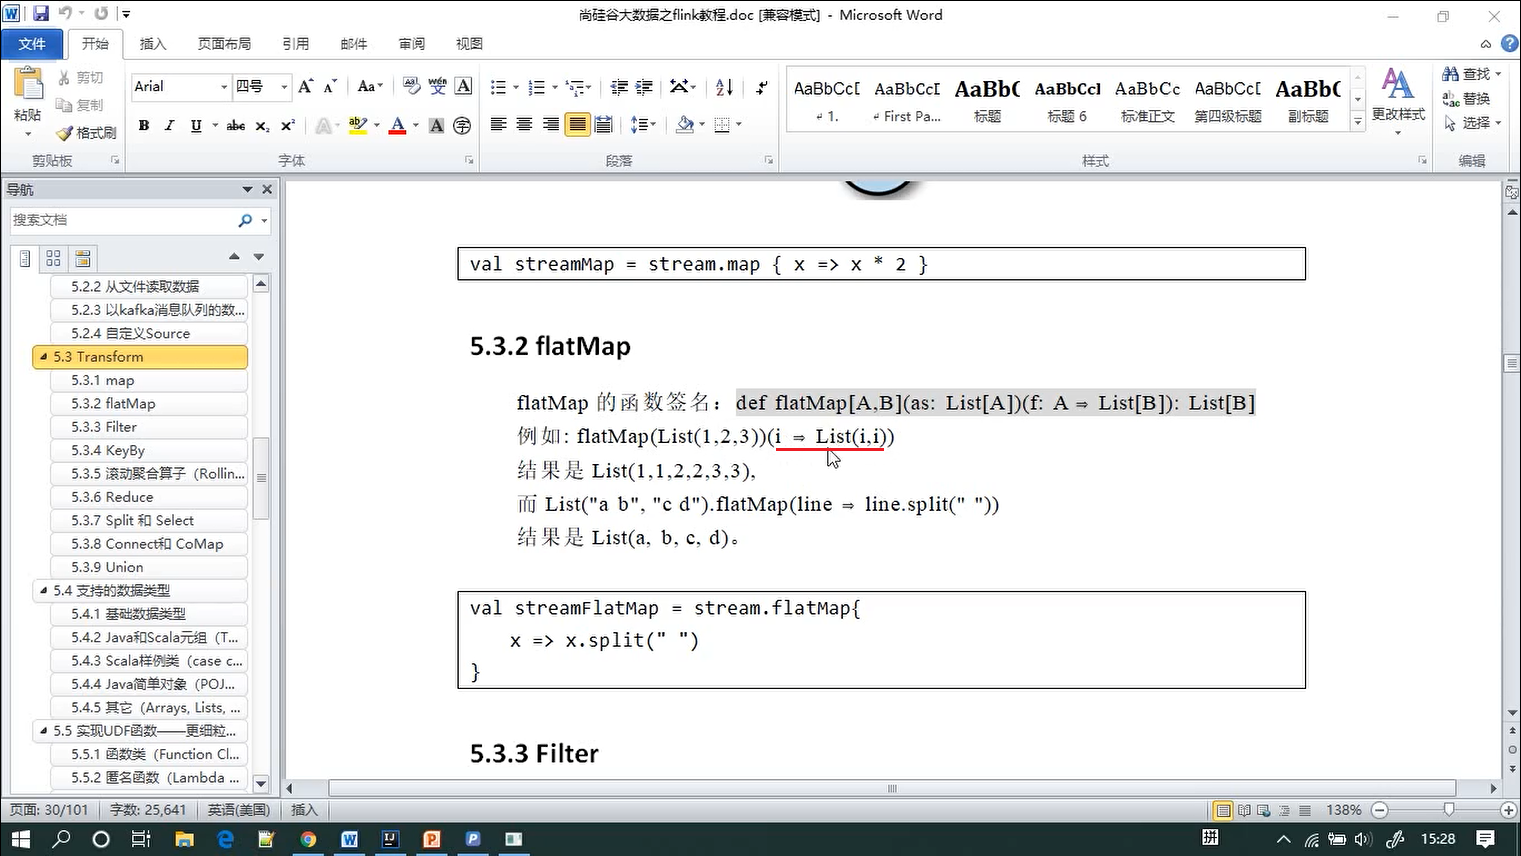 尚硅谷大数据之flink教程.doc [兼容模式] - Microsoft Word
文件 开始 插入 页面布局 引用 邮件 审阅 视图
粘贴
剪切
复制
格式刷
剪贴板
Arial 四号
字体
段落
AaBbCcD AaBbCcD AaBb( AaBbCcl AaBbCc AaBbCcD AaBb(
1. First Pa... 标题 标题 6 标准正文 第四级标题 副标题
更改样式
样式
查找
替换
选择
编辑
导航
搜索文档
5.2.2 从文件读取数据
5.2.3 以kafka消息队列的数...
5.2.4 自定义Source
5.3 Transform
5.3.1 map
5.3.2 flatMap
5.3.3 Filter
5.3.4 KeyBy
5.3.5 滚动聚合算子（Rollin...
5.3.6 Reduce
5.3.7 Split 和 Select
5.3.8 Connect和 CoMap
5.3.9 Union
5.4 支持的数据类型
5.4.1 基础数据类型
5.4.2 Java和Scala元组（T...
5.4.3 Scala样例类（case c...
5.4.4 Java简单对象（POJ...
5.4.5 其它（Arrays, Lists, ...
5.5 实现UDF函数——更细粒...
5.5.1 函数类（Function Cl...
5.5.2 匿名函数（Lambda ...
val streamMap = stream.map { x => x * 2 }
5.3.2 flatMap
flatMap 的函数签名：def flatMap[A,B](as: List[A])(f: A ⇒ List[B]): List[B]
例如: flatMap(List(1,2,3))(i ⇒ List(i,i))
结果是 List(1,1,2,2,3,3),
而 List("a b", "c d").flatMap(line ⇒ line.split(" "))
结果是 List(a, b, c, d)。
val streamFlatMap = stream.flatMap{
x => x.split(" ")
}
5.3.3 Filter
页面: 30/101 字数: 25,641 英语(美国) 插入 138%
拼 15:28